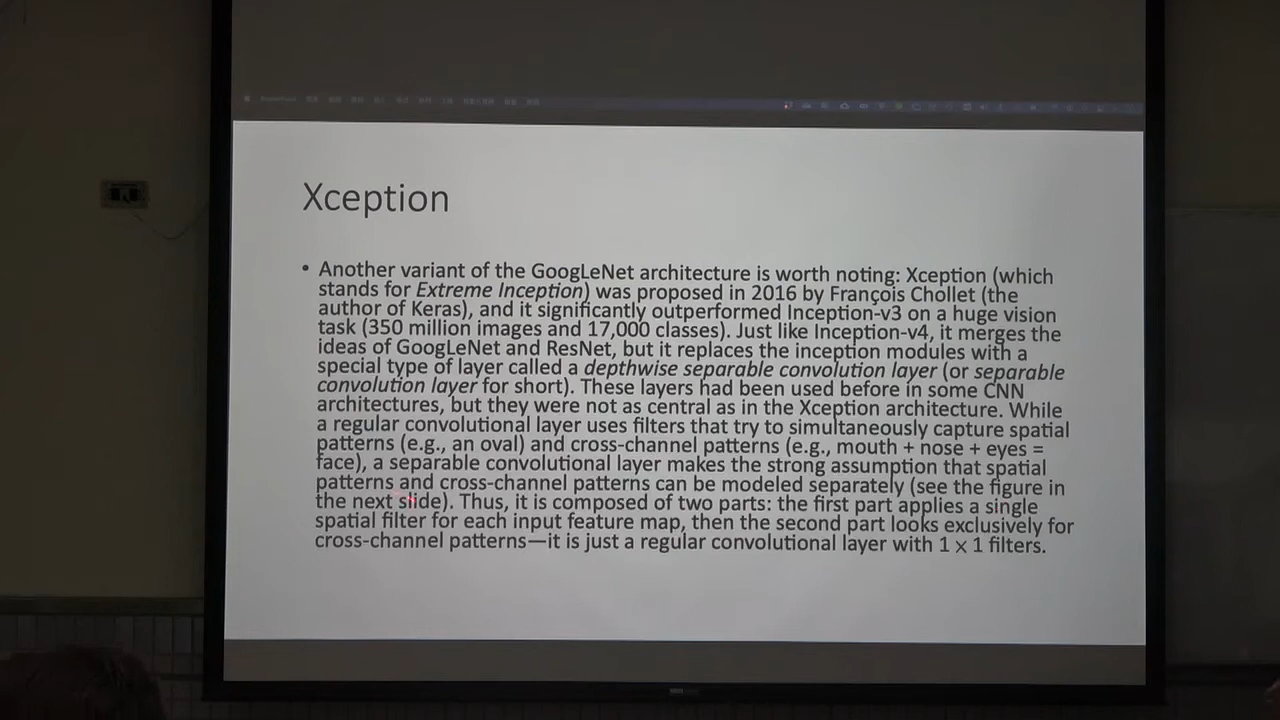 Xception
• Another variant of the GoogLeNet architecture is worth noting: Xception (which
stands for Extreme Inception) was proposed in 2016 by François Chollet (the
author of Keras), and it significantly outperformed Inception-v3 on a huge vision
task (350 million images and 17,000 classes). Just like Inception-v4, it merges the
ideas of GoogLeNet and ResNet, but it replaces the inception modules with a
special type of layer called a depthwise separable convolution layer (or separable
convolution layer for short). These layers had been used before in some CNN
architectures, but they were not as central as in the Xception architecture. While
a regular convolutional layer uses filters that try to simultaneously capture spatial
patterns (e.g., an oval) and cross-channel patterns (e.g., mouth + nose + eyes =
face), a separable convolutional layer makes the strong assumption that spatial
patterns and cross-channel patterns can be modeled separately (see the figure in
the next slide). Thus, it is composed of two parts: the first part applies a single
spatial filter for each input feature map, then the second part looks exclusively for
cross-channel patterns—it is just a regular convolutional layer with 1 x 1 filters.